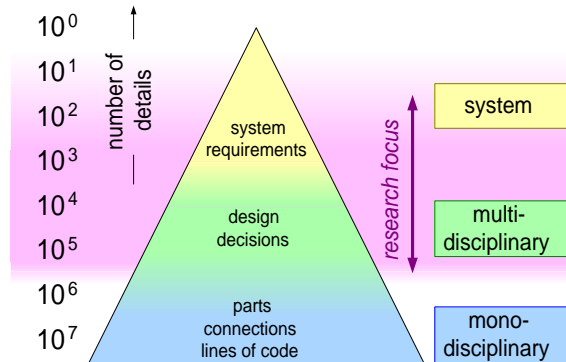 10⁰
10¹
10²
10³
10⁴
10⁵
10⁶
10⁷
number of
details
system
requirements
design
decisions
parts
connections
lines of code
research focus
system
multi-
disciplinary
mono-
disciplinary